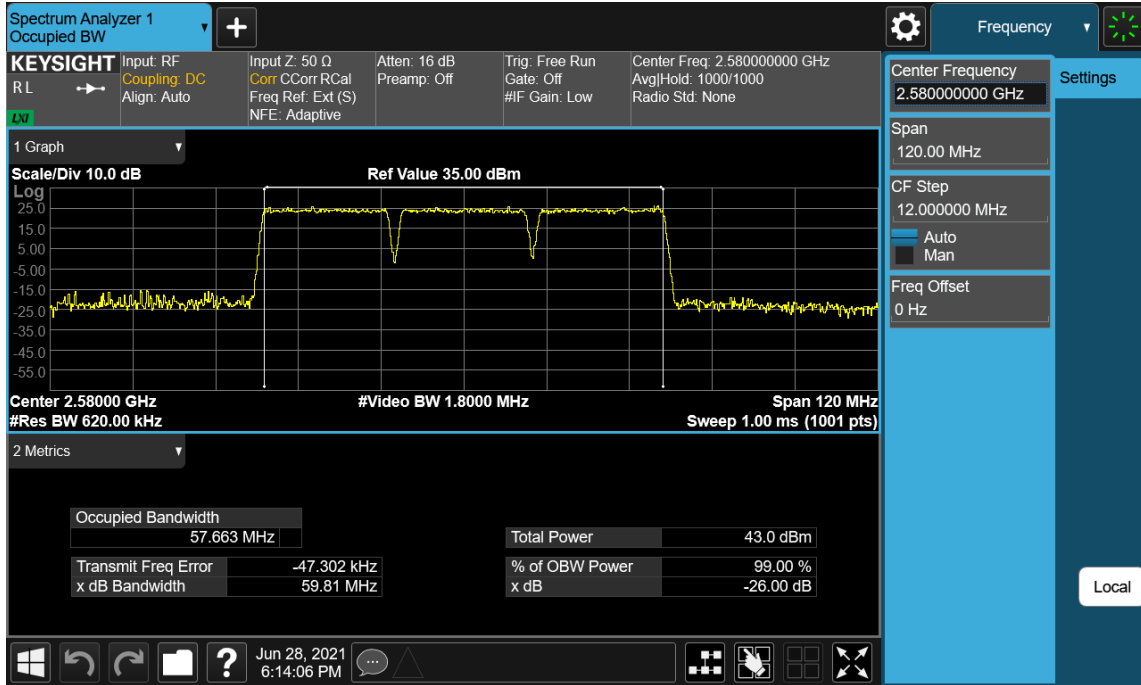 Spectrum Analyzer 1
Occupied BW
Frequency
KEYSIGHT
R L
LXI
Input: RF
Coupling: DC
Align: Auto
Input Z: 50 Ω
Corr CCorr RCal
Freq Ref: Ext (S)
NFE: Adaptive
Atten: 16 dB
Preamp: Off
Trig: Free Run
Gate: Off
#IF Gain: Low
Center Freq: 2.580000000 GHz
Avg|Hold: 1000/1000
Radio Std: None
Center Frequency
2.580000000 GHz
Settings
Span
120.00 MHz
CF Step
12.000000 MHz
Auto
Man
Freq Offset
0 Hz
1 Graph
Scale/Div 10.0 dB
Ref Value 35.00 dBm
Log
25.0
15.0
5.00
-5.00
-15.0
-25.0
-35.0
-45.0
-55.0
Center 2.58000 GHz
#Video BW 1.8000 MHz
Span 120 MHz
#Res BW 620.00 kHz
Sweep 1.00 ms (1001 pts)
2 Metrics
Occupied Bandwidth
57.663 MHz
Total Power
43.0 dBm
Transmit Freq Error
-47.302 kHz
% of OBW Power
99.00 %
x dB Bandwidth
59.81 MHz
x dB
-26.00 dB
Local
?
Jun 28, 2021
6:14:06 PM